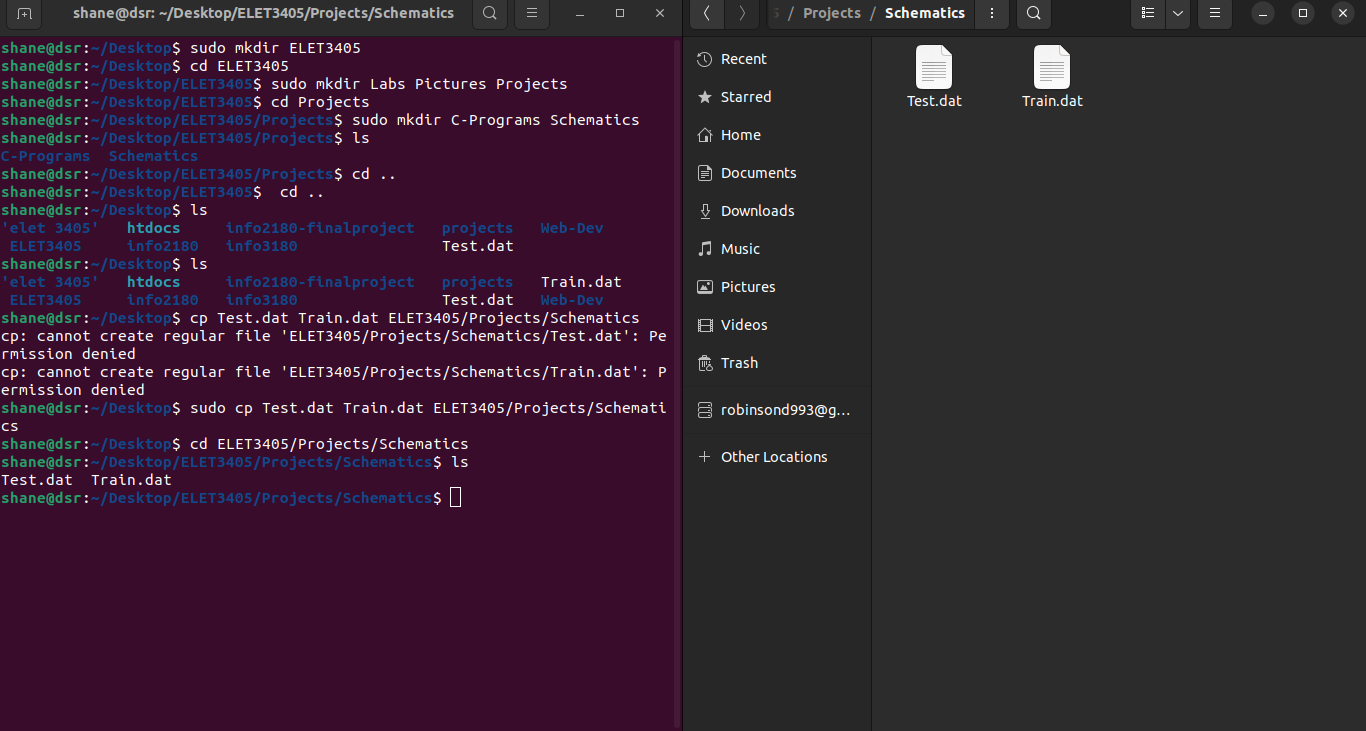 shane@dsr: ~/Desktop/ELET3405/Projects/Schematics
shane@dsr:~/Desktop$ sudo mkdir ELET3405
shane@dsr:~/Desktop$ cd ELET3405
shane@dsr:~/Desktop/ELET3405$ sudo mkdir Labs Pictures Projects
shane@dsr:~/Desktop/ELET3405$ cd Projects
shane@dsr:~/Desktop/ELET3405/Projects$ sudo mkdir C-Programs Schematics
shane@dsr:~/Desktop/ELET3405/Projects$ ls
C-Programs  Schematics
shane@dsr:~/Desktop/ELET3405/Projects$ cd ..
shane@dsr:~/Desktop/ELET3405$  cd ..
shane@dsr:~/Desktop$ ls
'elet 3405'   htdocs     info2180-finalproject   projects   Web-Dev
 ELET3405     info2180   info3180                Test.dat
shane@dsr:~/Desktop$ ls
'elet 3405'   htdocs     info2180-finalproject   projects   Train.dat
 ELET3405     info2180   info3180                Test.dat   Web-Dev
shane@dsr:~/Desktop$ cp Test.dat Train.dat ELET3405/Projects/Schematics
cp: cannot create regular file 'ELET3405/Projects/Schematics/Test.dat': Pe
rmission denied
cp: cannot create regular file 'ELET3405/Projects/Schematics/Train.dat': P
ermission denied
shane@dsr:~/Desktop$ sudo cp Test.dat Train.dat ELET3405/Projects/Schemati
cs
shane@dsr:~/Desktop$ cd ELET3405/Projects/Schematics
shane@dsr:~/Desktop/ELET3405/Projects/Schematics$ ls
Test.dat  Train.dat
shane@dsr:~/Desktop/ELET3405/Projects/Schematics$
/ Projects / Schematics
Recent
Starred
Home
Documents
Downloads
Music
Pictures
Videos
Trash
robinsond993@g...
Other Locations
Test.dat
Train.dat